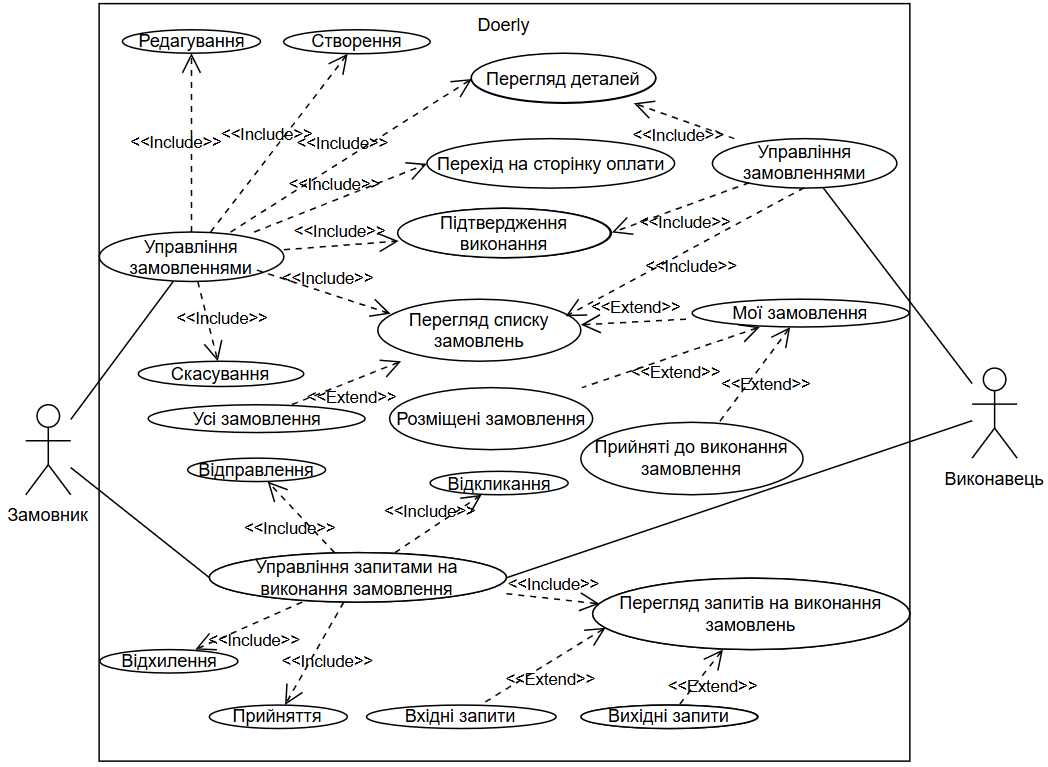 Doerly
Редагування
Створення
Перегляд деталей
<<Include>>
<<Include>>
<<Include>>
<<Include>>
Управління
замовленнями
Перехід на сторінку оплати
<<Include>>
Підтвердження
виконання
<<Include>>
<<Include>>
Управління
замовленнями
<<Include>>
<<Include>>
<<Include>>
<<Extend>>
Мої замовлення
Перегляд списку
замовлень
<<Extend>>
<<Extend>>
Скасування
<<Extend>>
Усі замовлення
Розміщені замовлення
Прийняті до виконання
замовлення
Замовник
Виконавець
Відправлення
Відкликання
<<Include>>
<<Include>>
Управління запитами на
виконання замовлення
<<Include>>
Перегляд запитів на виконання
замовлень
<<Include>>
<<Include>>
Відхилення
<<Extend>>
<<Extend>>
Прийняття
Вхідні запити
Вихідні запити